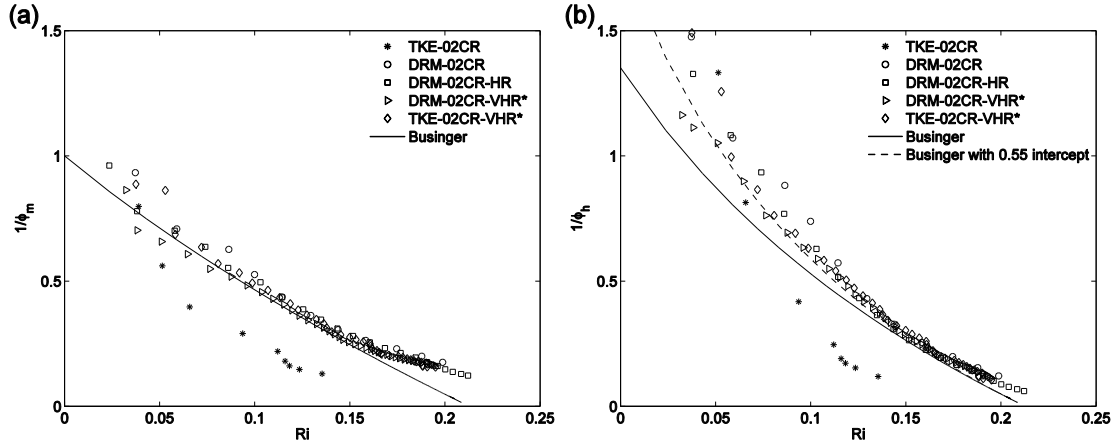 (a)
1.5
1
0.5
0
1/ϕm
TKE-02CR
DRM-02CR
DRM-02CR-HR
DRM-02CR-VHR*
TKE-02CR-VHR*
Businger
0
0.05
0.1
0.15
0.2
0.25
Ri
(b)
1.5
1
0.5
0
1/ϕh
TKE-02CR
DRM-02CR
DRM-02CR-HR
DRM-02CR-VHR*
TKE-02CR-VHR*
Businger
Businger with 0.55 intercept
0
0.05
0.1
0.15
0.2
0.25
Ri